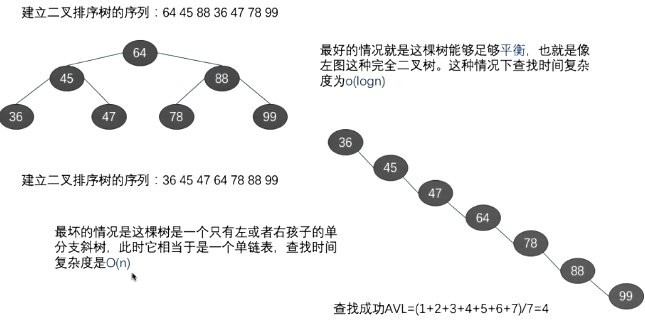 建立二叉排序树的序列：64 45 88 36 47 78 99
64
45
88
36
47
78
99
最好的情况就是这棵树能够足够平衡，也就是像
左图这种完全二叉树。这种情况下查找时间复杂
度为o(logn)
建立二叉排序树的序列：36 45 47 64 78 88 99
36
45
47
64
78
88
99
最坏的情况是这棵树是一个只有左或者右孩子的单
分支斜树，此时它相当于是一个单链表，查找时间
复杂度是O(n)
查找成功AVL=(1+2+3+4+5+6+7)/7=4